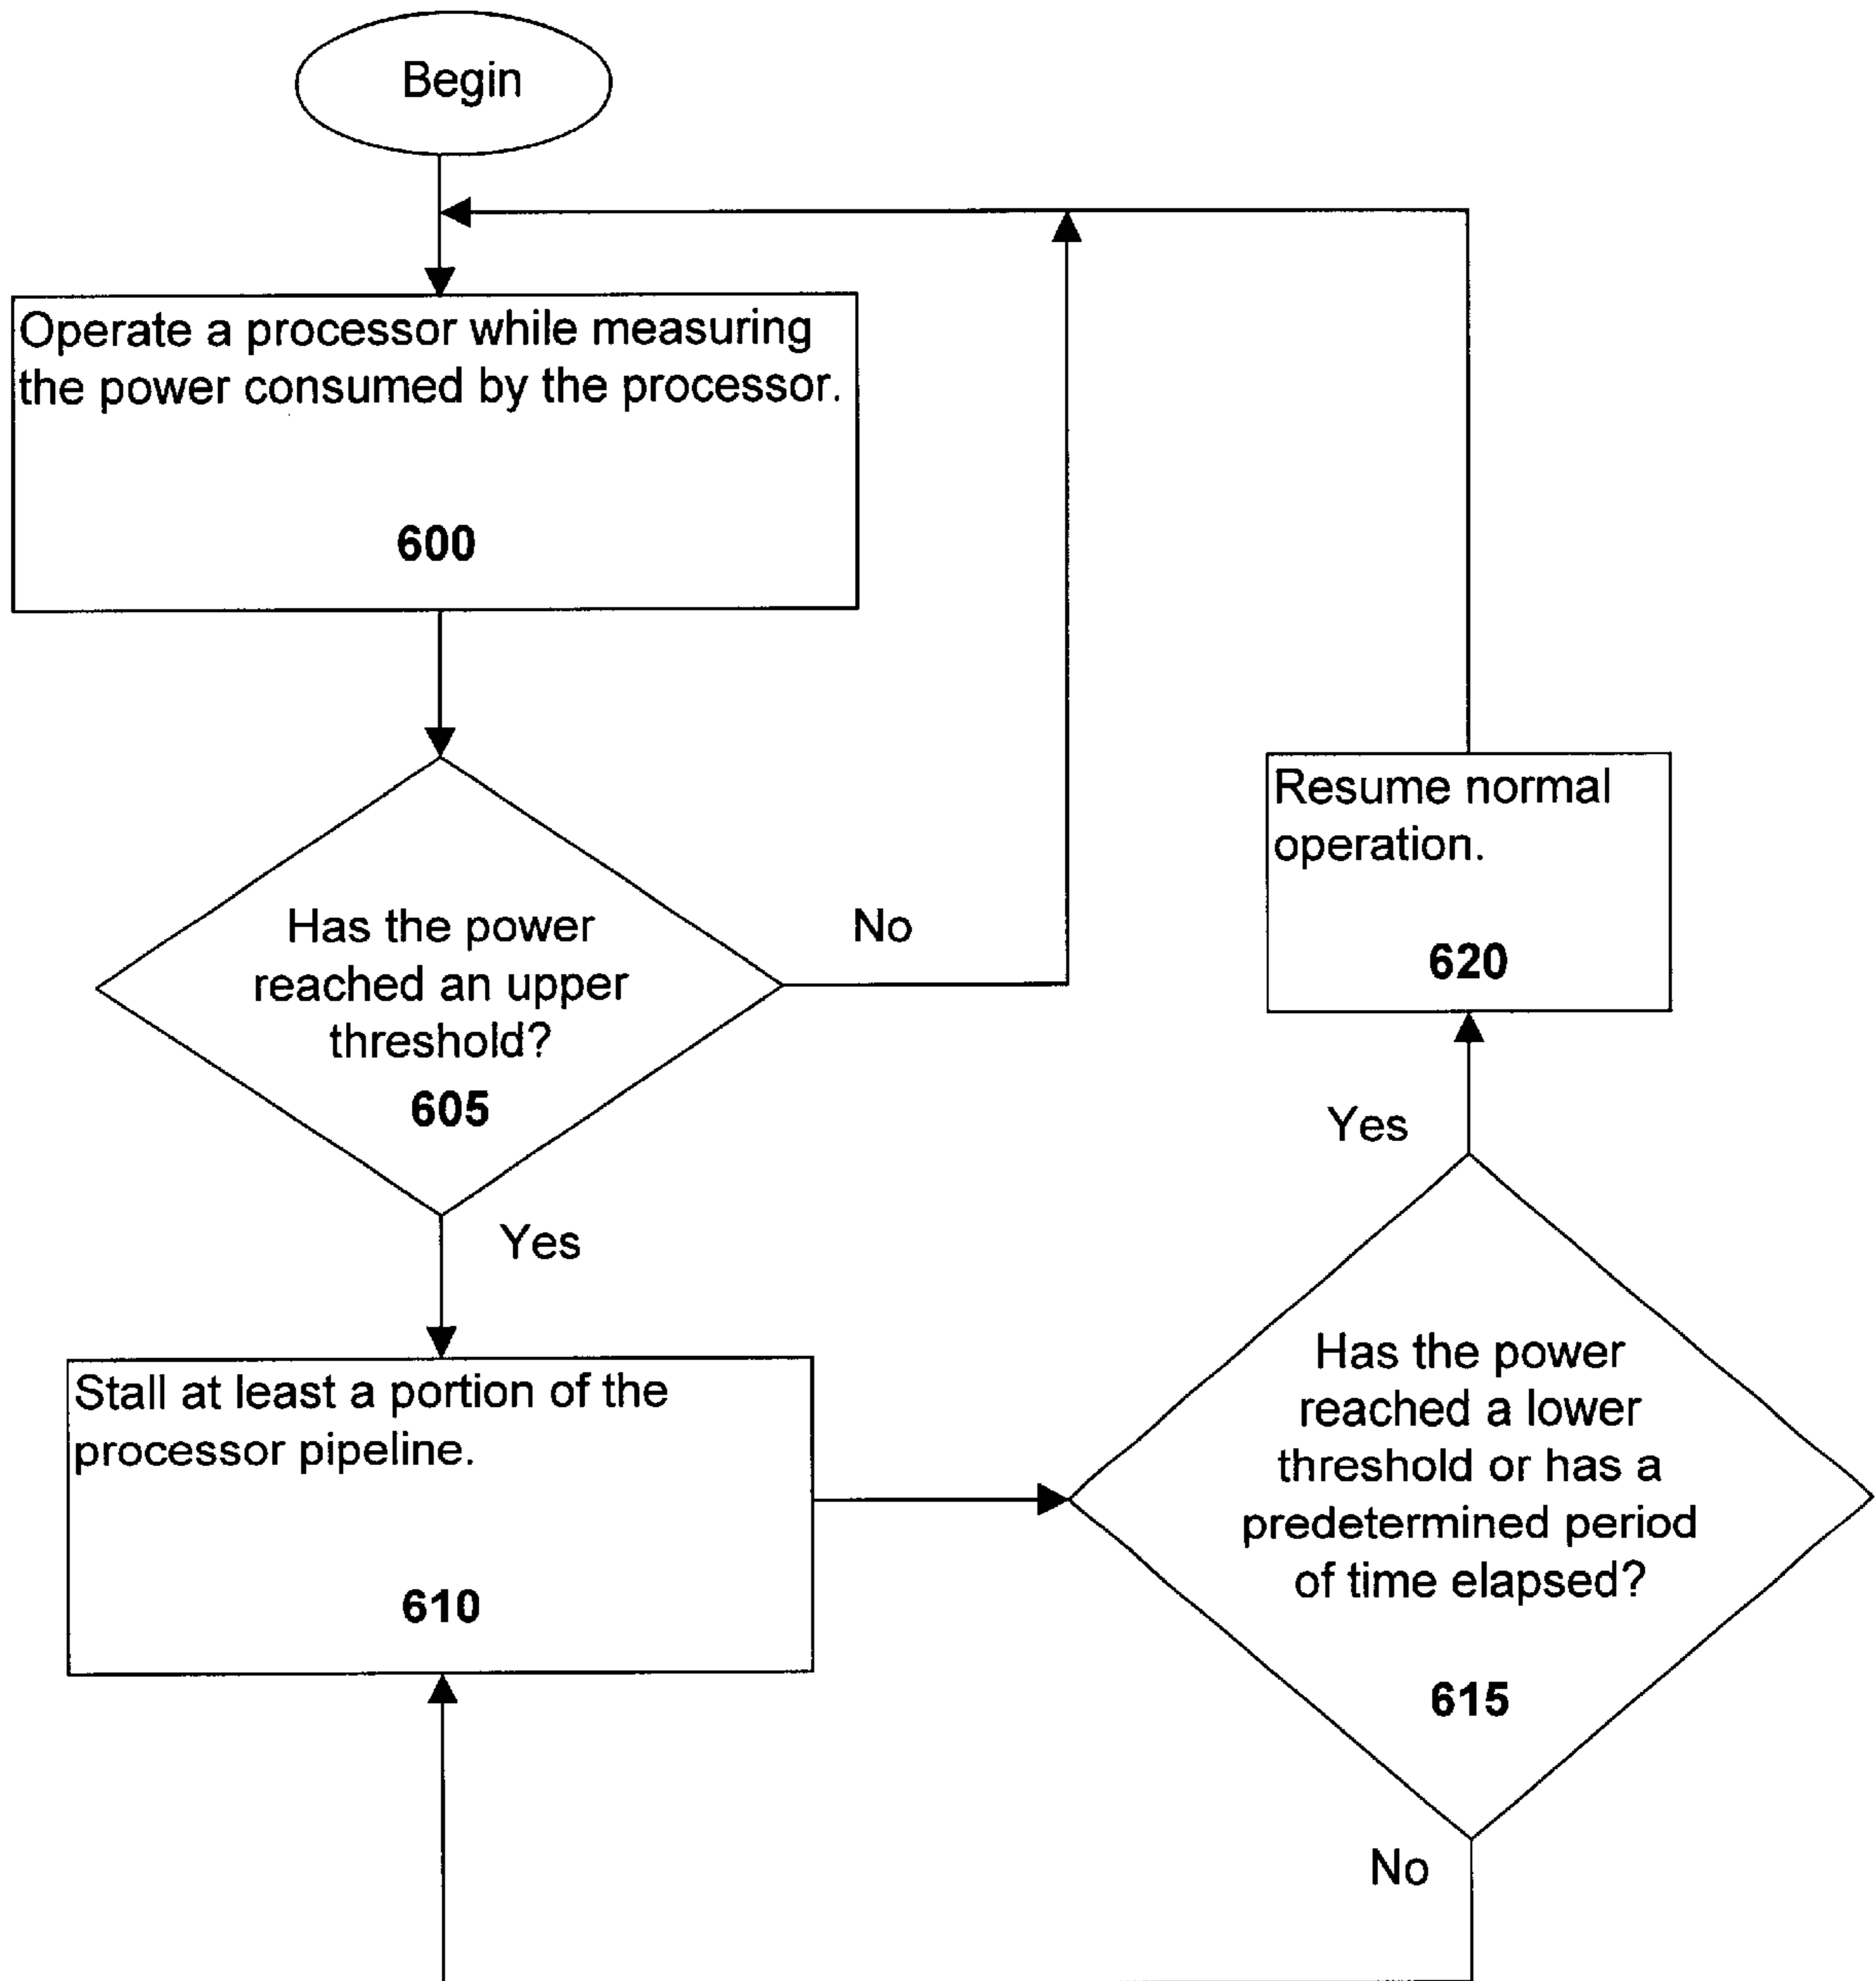 Begin
Operate a processor while measuring
the power consumed by the processor.
600
Has the power
reached an upper
threshold?
605
No
Yes
Stall at least a portion of the
processor pipeline.
610
Has the power
reached a lower
threshold or has a
predetermined period
of time elapsed?
615
Yes
No
Resume normal
operation.
620